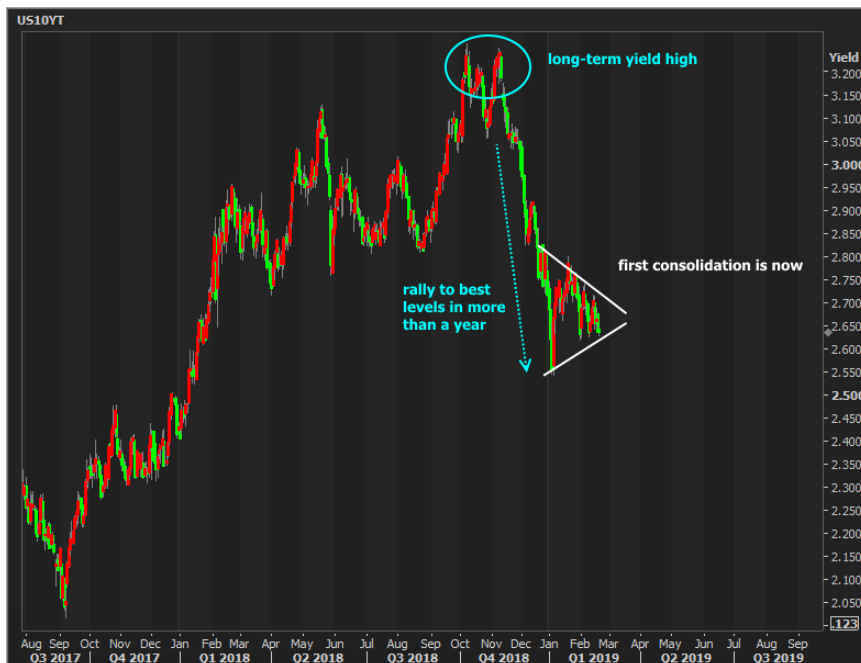 US10YT
long-term yield high
Yield
3.200
3.150
3.100
3.050
3.000
2.950
2.900
2.850
2.800
first consolidation is now
2.750
rally to best
levels in more
than a year
2.700
2.650
2.600
2.550
2.500
2.450
2.400
2.350
2.300
2.250
2.200
2.150
2.100
2.050
.123
Aug Sep Oct Nov Dec Jan Feb Mar Apr May Jun Jul Aug Sep Oct Nov Dec Jan Feb Mar Apr May Jun Jul Aug Sep
Q3 2017 Q4 2017 Q1 2018 Q2 2018 Q3 2018 Q4 2018 Q1 2019 Q2 2019 Q3 2019